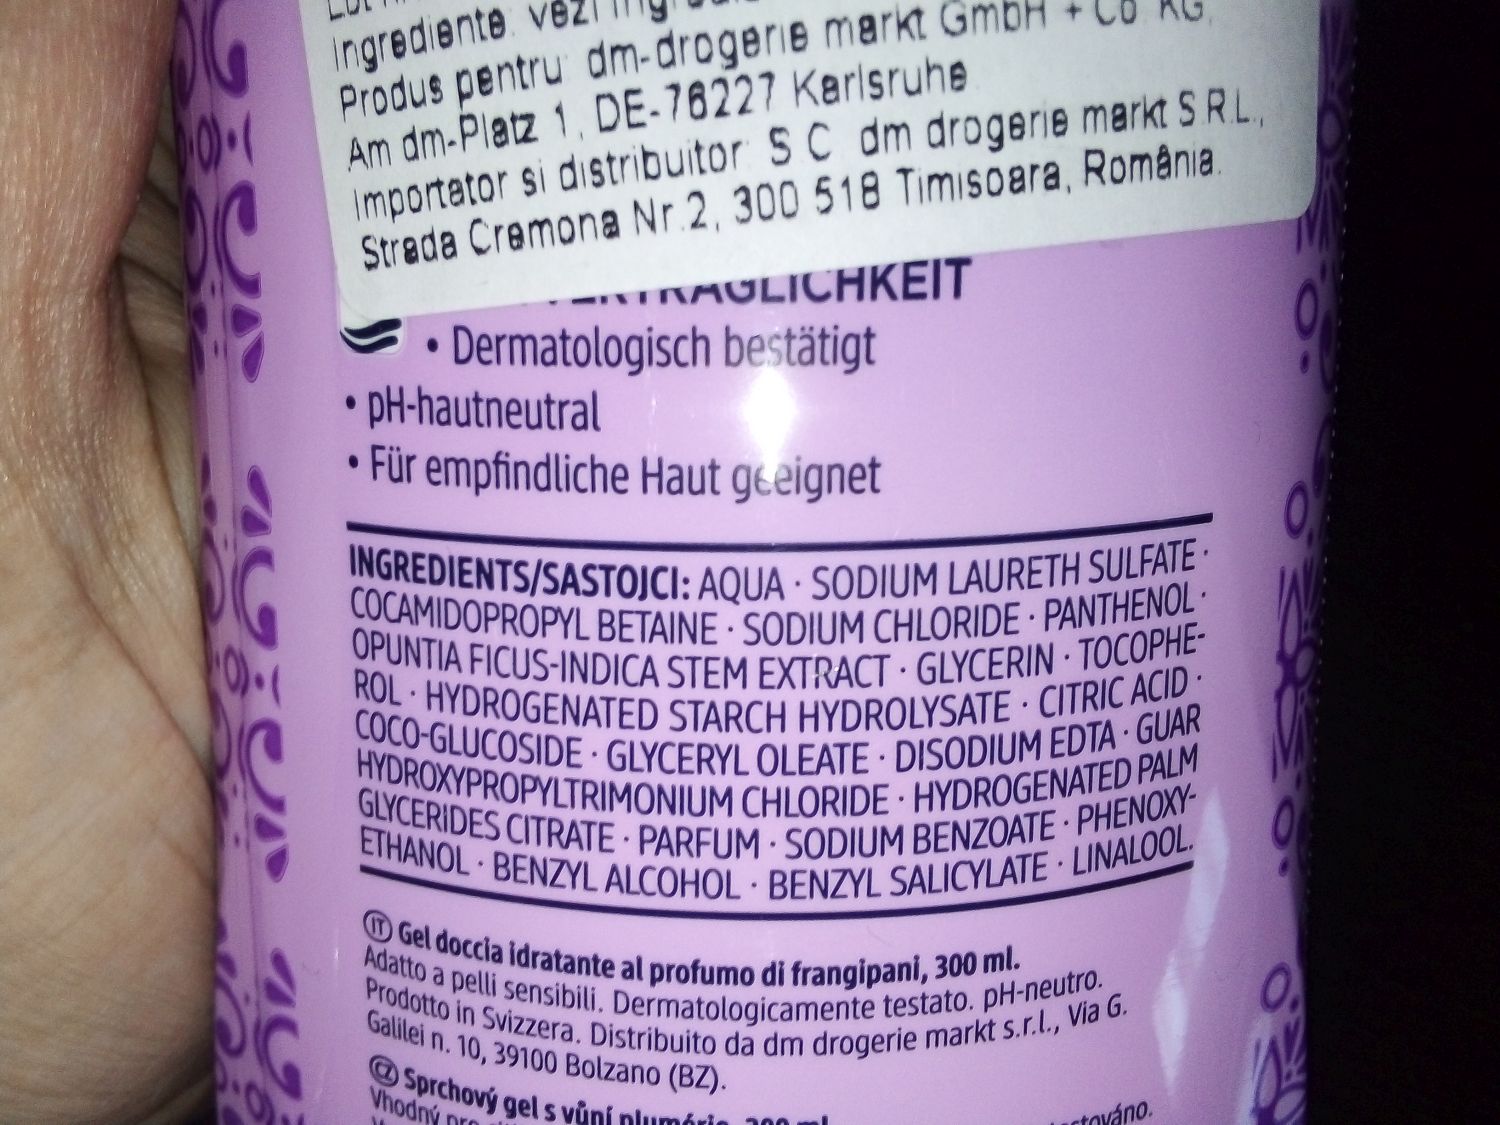 Ingrediente: vezi
Produs pentru: dm-drogerie markt GmbH + Co. KG,
Am dm-Platz 1, DE-76227 Karlsruhe
Importator si distribuitor: S.C. dm drogerie markt S.R.L.,
Strada Cremona Nr.2, 300 518 Timisoara, România.
• Dermatologisch bestätigt
• pH-hautneutral
• Für empfindliche Haut geeignet
INGREDIENTS/SASTOJCI: AQUA · SODIUM LAURETH SULFATE ·
COCAMIDOPROPYL BETAINE · SODIUM CHLORIDE · PANTHENOL ·
OPUNTIA FICUS-INDICA STEM EXTRACT · GLYCERIN · TOCOPHE-
ROL · HYDROGENATED STARCH HYDROLYSATE · CITRIC ACID ·
COCO-GLUCOSIDE · GLYCERYL OLEATE · DISODIUM EDTA · GUAR
HYDROXYPROPYLTRIMONIUM CHLORIDE · HYDROGENATED PALM
GLYCERIDES CITRATE · PARFUM · SODIUM BENZOATE · PHENOXY-
ETHANOL · BENZYL ALCOHOL · BENZYL SALICYLATE · LINALOOL.
IT Gel doccia idratante al profumo di frangipani, 300 ml.
Adatto a pelli sensibili. Dermatologicamente testato. pH-neutro.
Prodotto in Svizzera. Distribuito da dm drogerie markt s.r.l., Via G.
Galilei n. 10, 39100 Bolzano (BZ).
CZ Sprchový gel s vůní plumérie, 300 ml
Vhodný